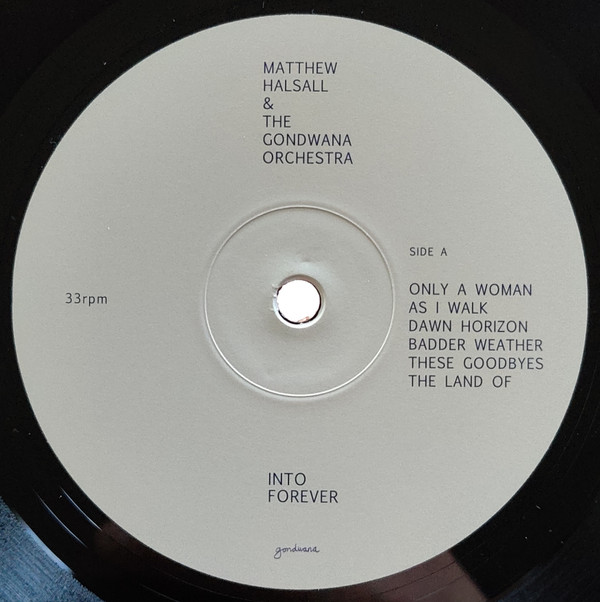 MATTHEW
HALSALL
&
THE
GONDWANA
ORCHESTRA
33rpm
SIDE A
ONLY A WOMAN
AS I WALK
DAWN HORIZON
BADDER WEATHER
THESE GOODBYES
THE LAND OF
INTO
FOREVER
gondwana